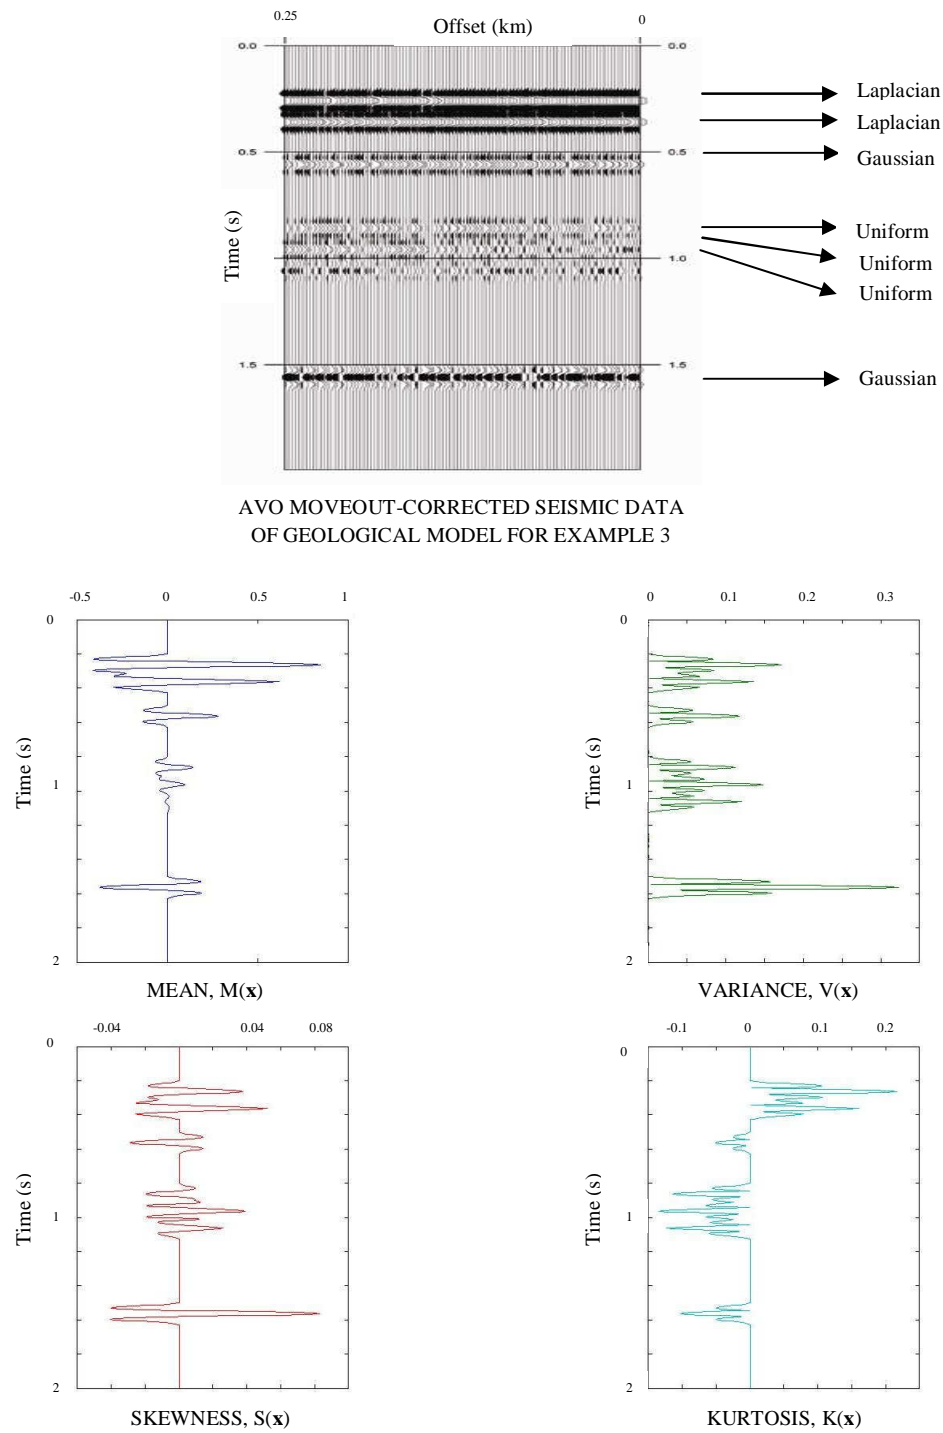 0.25 Offset (km) 0
0.0 0.0
Laplacian
Laplacian
0.5 0.5 Gaussian
Time (s)
Uniform
1.0 Uniform
Uniform
1.5 1.5 Gaussian
AVO MOVEOUT-CORRECTED SEISMIC DATA
OF GEOLOGICAL MODEL FOR EXAMPLE 3
-0.5 0 0.5 1
0
Time (s)
1
2
MEAN, M(x)
0 0.1 0.2 0.3
0
Time (s)
1
2
VARIANCE, V(x)
-0.04 0.04 0.08
0
Time (s)
1
2
SKEWNESS, S(x)
-0.1 0 0.1 0.2
0
Time (s)
1
2
KURTOSIS, K(x)